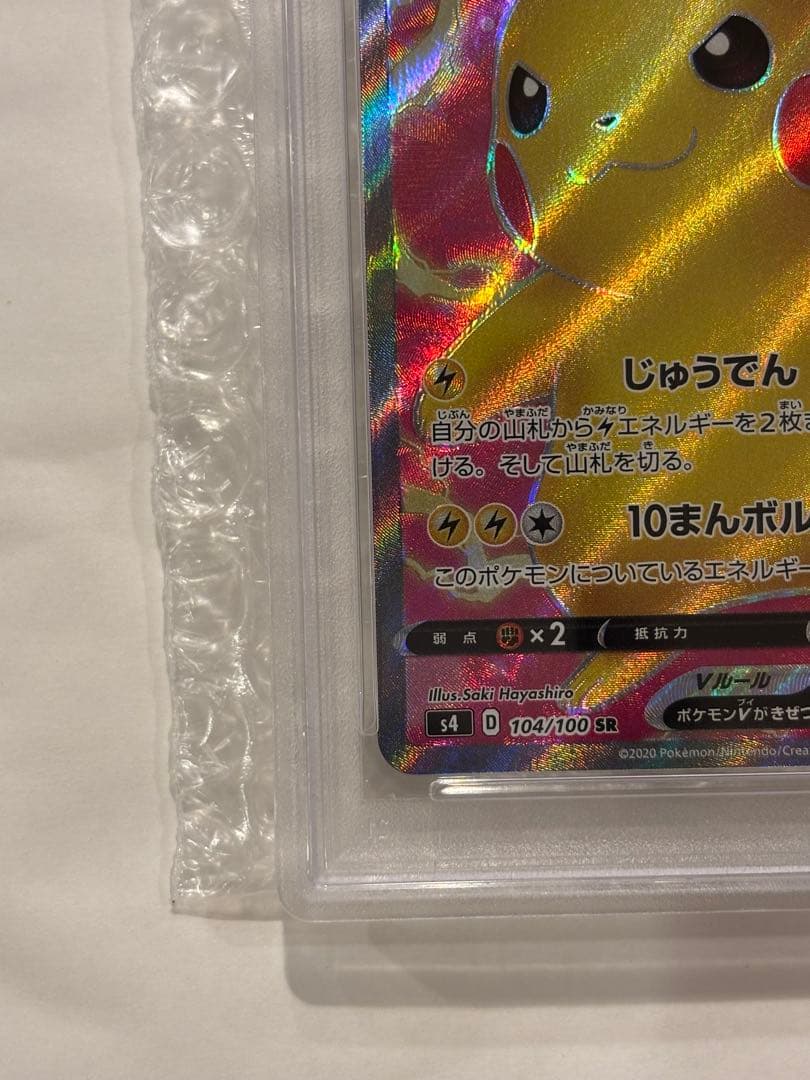 じゅうでん
じぶん やまふだ かみなり まい
自分の山札からエネルギーを2枚
やまふだ き
ける。そして山札を切る。
10まんボル
このポケモンについているエネルギー
弱点 ×2 抵抗力
Vルール
Illus.Saki Hayashiro
ブイ
ポケモンVがきぜつ
s4 D 104/100 SR
©2020 Pokémon/Nintendo/Crea